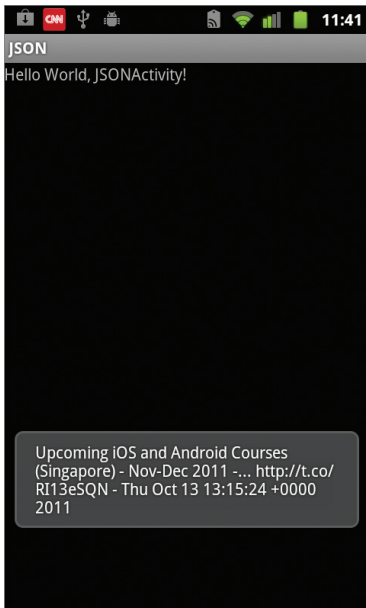 CNN
11:41
JSON
Hello World, JSONActivity!
Upcoming iOS and Android Courses
(Singapore) - Nov-Dec 2011 -... http://t.co/
RI13eSQN - Thu Oct 13 13:15:24 +0000
2011